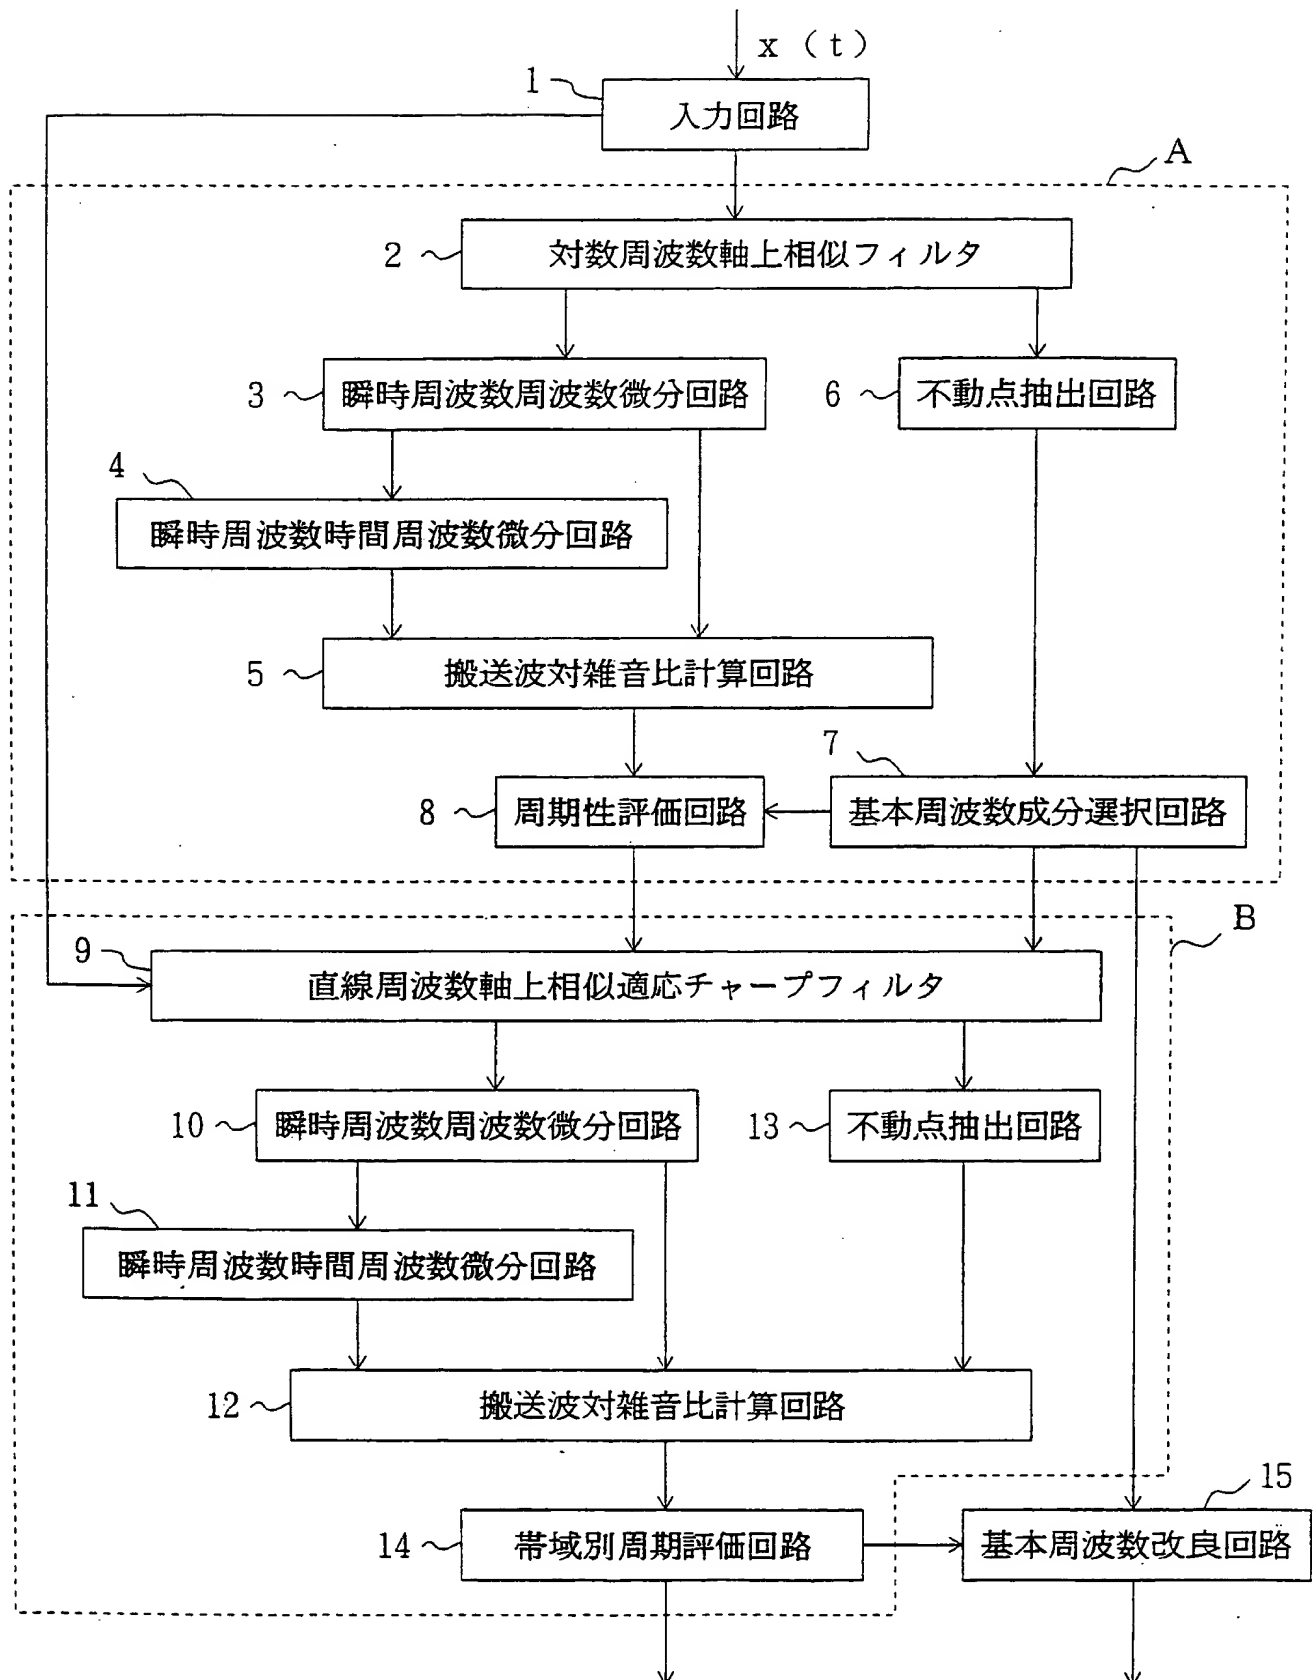 x (t)
1
入力回路
A
2
対数周波数軸上相似フィルタ
3
瞬時周波数周波数微分回路
6
不動点抽出回路
4
瞬時周波数時間周波数微分回路
5
搬送波対雑音比計算回路
7
8
周期性評価回路
基本周波数成分選択回路
B
9
直線周波数軸上相似適応チャープフィルタ
10
瞬時周波数周波数微分回路
13
不動点抽出回路
11
瞬時周波数時間周波数微分回路
12
搬送波対雑音比計算回路
15
14
帯域別周期評価回路
基本周波数改良回路